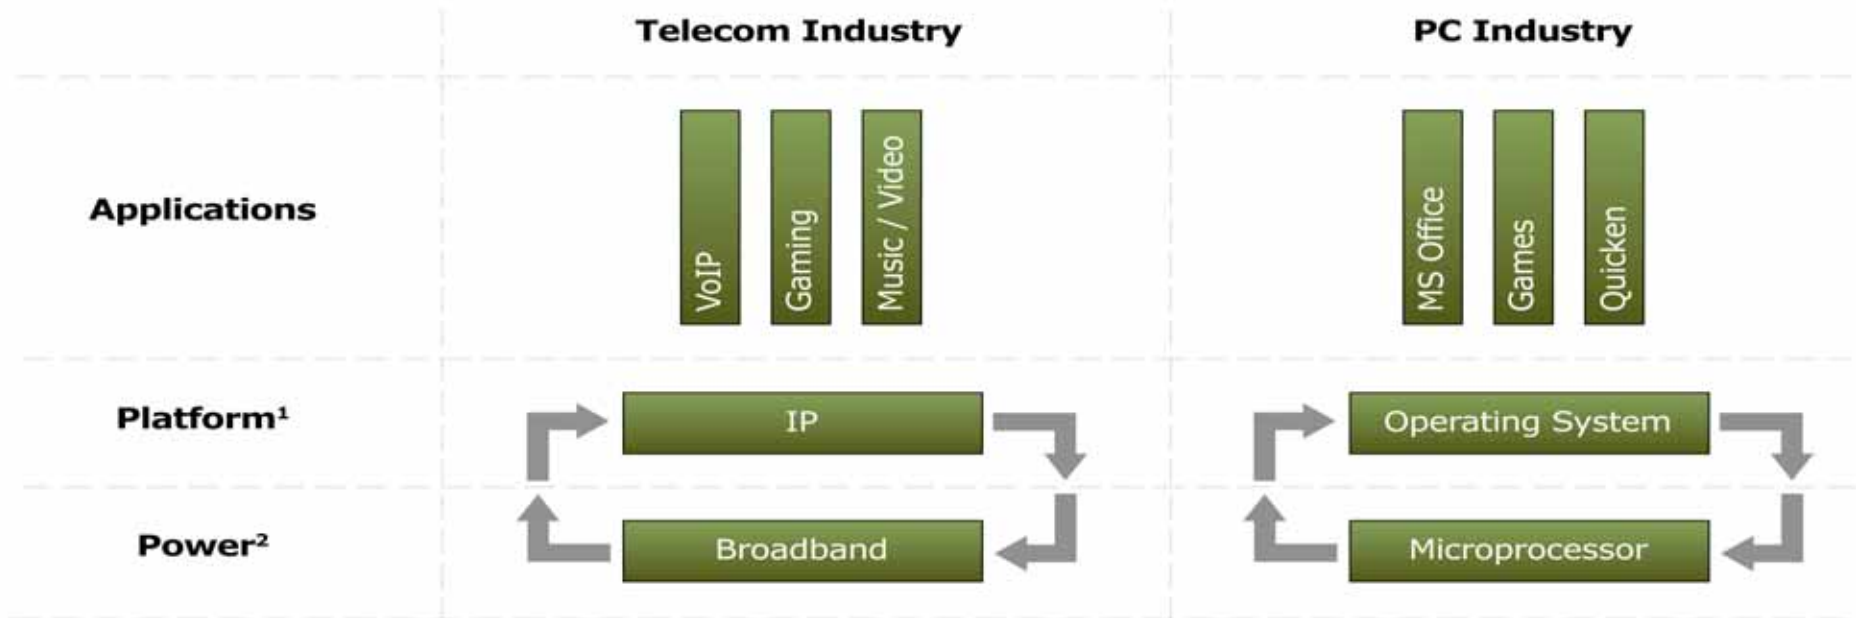 Telecom Industry
PC Industry
Applications
VoIP
Gaming
Music / Video
MS Office
Games
Quicken
Platform¹
IP
Operating System
Power²
Broadband
Microprocessor